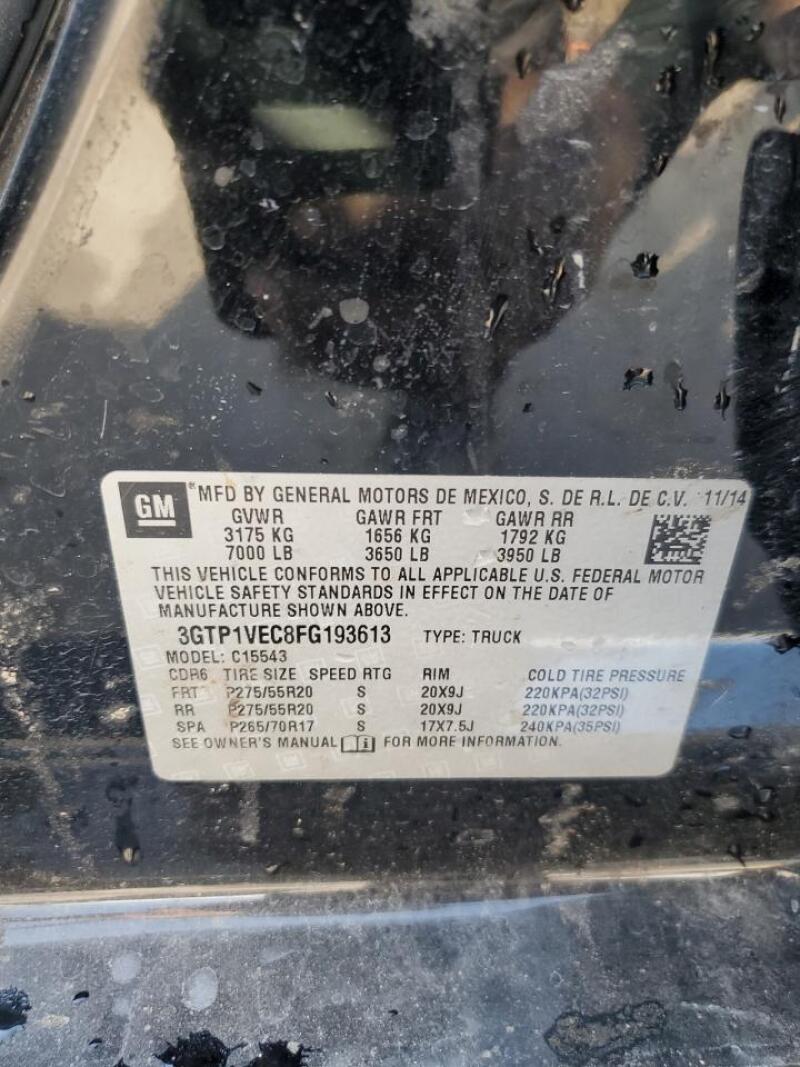 GM ® MFD BY GENERAL MOTORS DE MEXICO, S. DE R.L. DE C.V. 11/14
GVWR GAWR FRT GAWR RR
3175 KG 1656 KG 1792 KG
7000 LB 3650 LB 3950 LB
THIS VEHICLE CONFORMS TO ALL APPLICABLE U.S. FEDERAL MOTOR
VEHICLE SAFETY STANDARDS IN EFFECT ON THE DATE OF
MANUFACTURE SHOWN ABOVE.
3GTP1VEC8FG193613 TYPE: TRUCK
MODEL: C15543
CDR6 TIRE SIZE SPEED RTG RIM COLD TIRE PRESSURE
FRT P275/55R20 S 20X9J 220KPA(32PSI)
RR P275/55R20 S 20X9J 220KPA(32PSI)
SPA P265/70R17 S 17X7.5J 240KPA(35PSI)
SEE OWNER'S MANUAL FOR MORE INFORMATION.